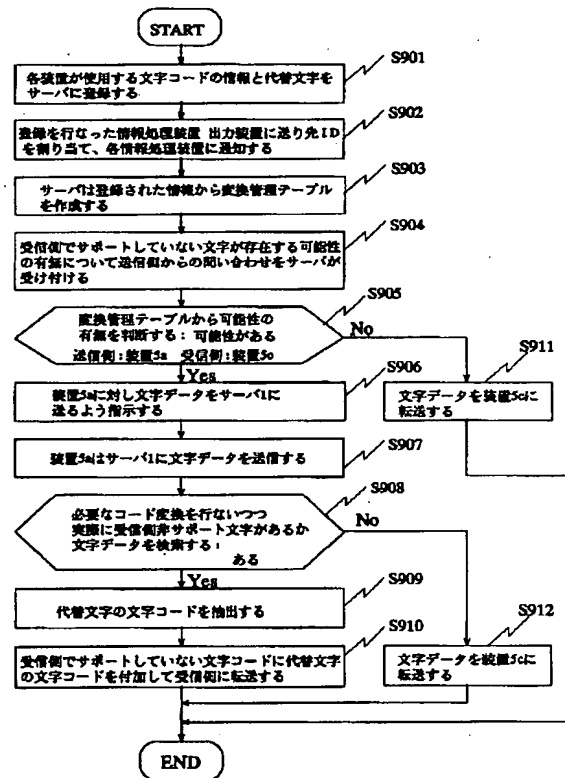 START
S901
各装置が使用する文字コードの情報と代替文字を
サーバに登録する
S902
登録を行なった情報処理装置 出力装置に送り先ID
を割り当て、各情報処理装置に通知する
S903
サーバは登録された情報から変換管理テーブル
を作成する
S904
受信側でサポートしていない文字が存在する可能性
の有無について送信側からの問い合わせをサーバが
受け付ける
S905
変換管理テーブルから可能性の
有無を判断する: 可能性がある
送信側:装置5a 受信側:装置5c
No
Yes
S911
文字データを装置5cに
転送する
S906
装置5aに対し文字データをサーバ1に
送るよう指示する
S907
装置5aはサーバ1に文字データを送信する
S908
必要なコード変換を行ないつつ
実際に受信側非サポート文字があるか
文字データを検索する:
ある
No
Yes
S909
代替文字の文字コードを抽出する
S910
受信側でサポートしていない文字コードに代替文字
の文字コードを付加して受信側に転送する
S912
文字データを装置5cに
転送する
END